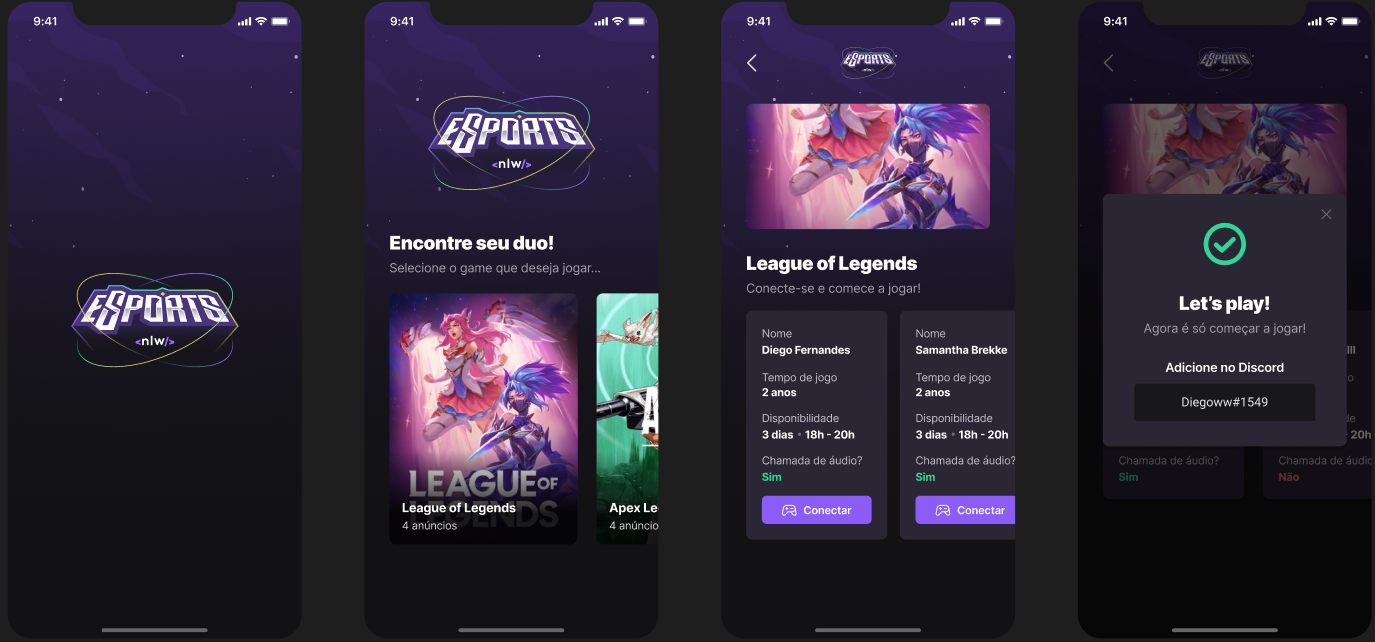 9:41
ESPORTS
<nlw/>
9:41
ESPORTS
<nlw/>
Encontre seu duo!
Selecione o game que deseja jogar...
LEAGUE OF
LEGENDS
League of Legends
4 anúncios
A
Apex Le
4 anúncio
9:41
ESPORTS
<nlw/>
League of Legends
Conecte-se e comece a jogar!
Nome
Diego Fernandes
Tempo de jogo
2 anos
Disponibilidade
3 dias • 18h - 20h
Chamada de áudio?
Sim
Conectar
Nome
Samantha Brekke
Tempo de jogo
2 anos
Disponibilidade
3 dias • 18h - 20h
Chamada de áudio?
Sim
Conectar
9:41
ESPORTS
Let's play!
Agora é só começar a jogar!
Adicione no Discord
Diegoww#1549
20h
Chamada de áudio?
Sim
Chamada de áudio
Não